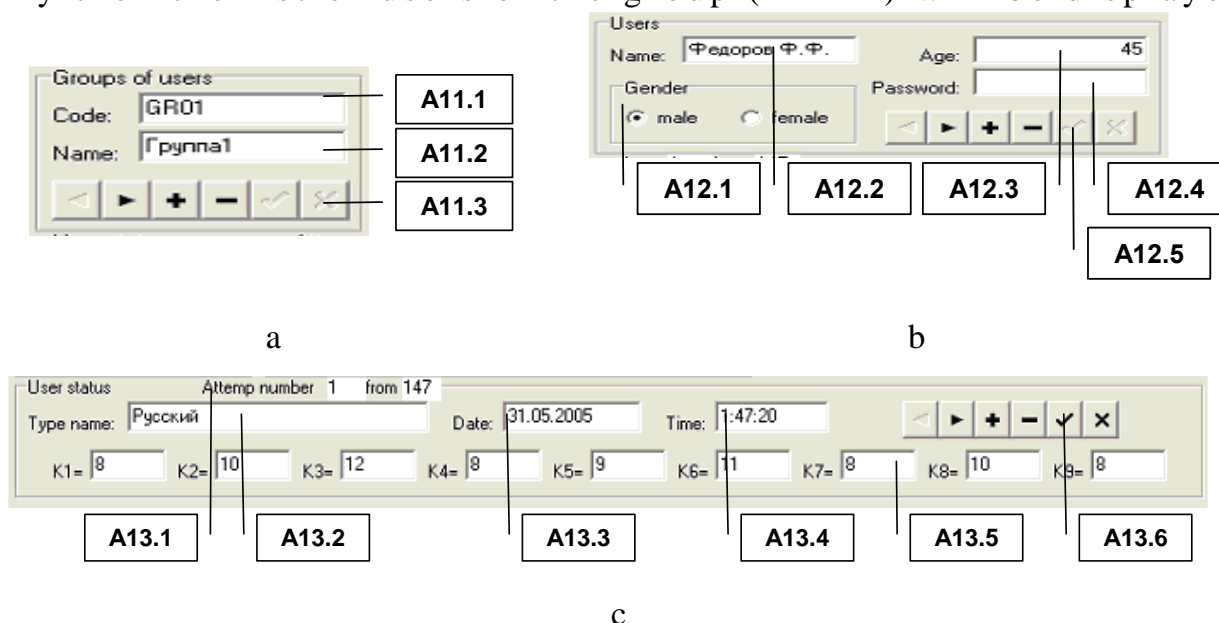 Groups of users
Code: GR01
Name: Группа1
A11.1
A11.2
A11.3
Users
Name: Федоров Ф.Ф.
Age: 45
Gender
male female
Password:
A12.1 A12.2 A12.3 A12.4
A12.5
a b
User status Attemp number 1 from 147
Type name: Русский Date: 31.05.2005 Time: 1:47:20
K1= 8 K2= 10 K3= 12 K4= 8 K5= 9 K6= 11 K7= 8 K8= 10 K9= 8
A13.1 A13.2 A13.3 A13.4 A13.5 A13.6
c